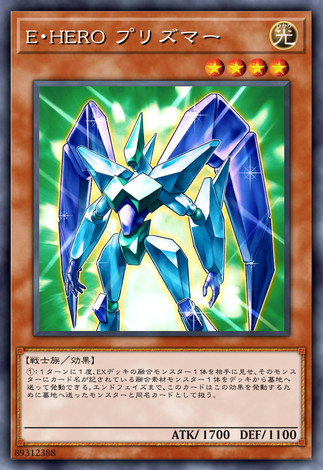 E・HERO プリズマー
光
【戦士族／効果】
①：１ターンに１度、EXデッキの融合モンスター１体を相手に見せ、そのモン
スターにカード名が記されている融合素材モンスター１体をデッキから墓地へ
送って発動できる。エンドフェイズまで、このカードはこの効果を発動するため
に墓地へ送ったモンスターと同名カードとして扱う。
ATK/1700 DEF/1100
89312388